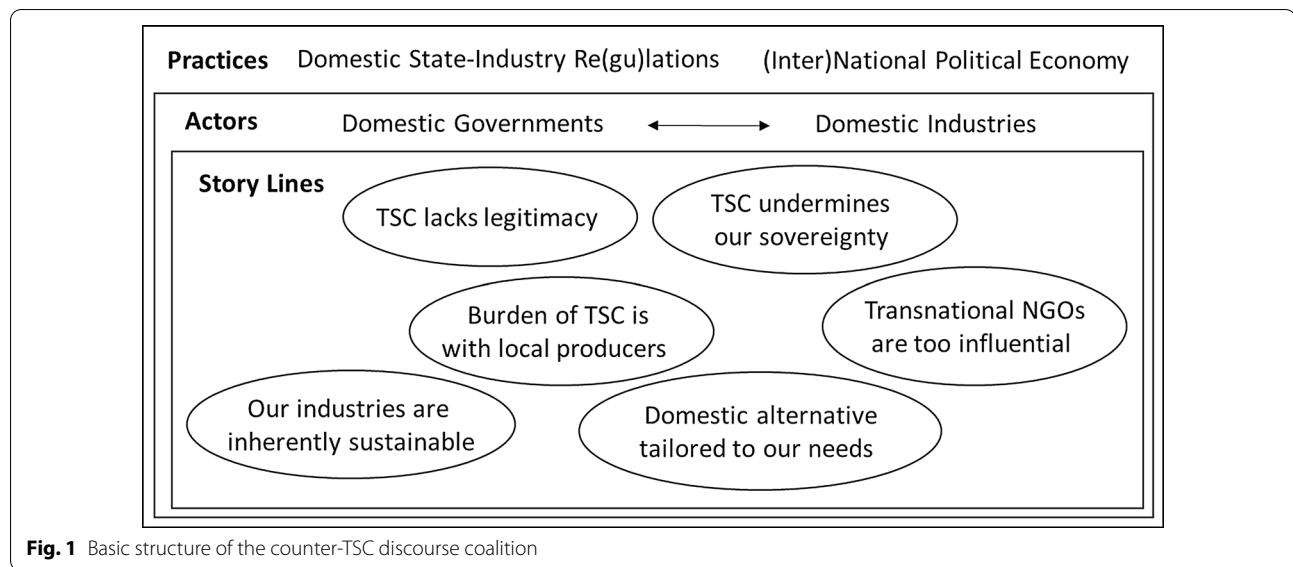 Practices Domestic State-Industry Re(gu)lations (Inter)National Political Economy
Actors Domestic Governments Domestic Industries
Story Lines
TSC lacks legitimacy
TSC undermines
our sovereignty
Burden of TSC is
with local producers
Transnational NGOs
are too influential
Our industries are
inherently sustainable
Domestic alternative
tailored to our needs
Fig. 1 Basic structure of the counter-TSC discourse coalition